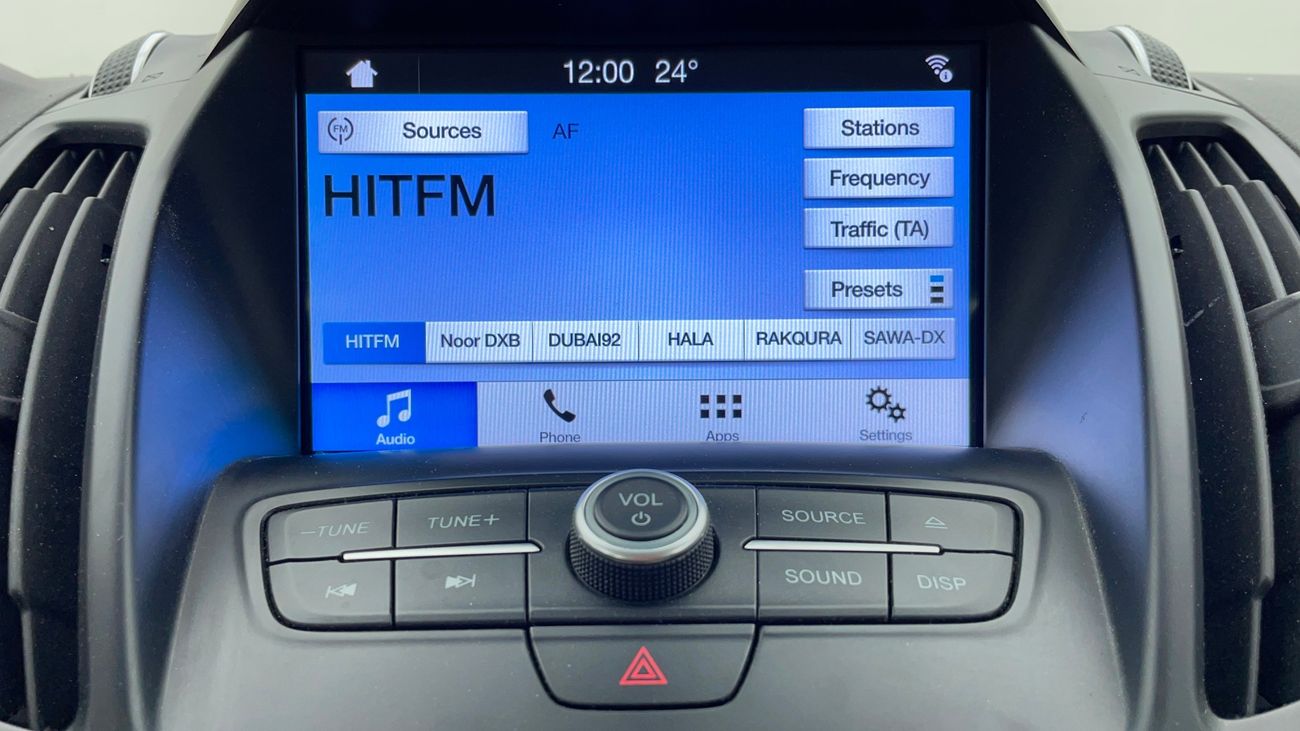 12:00 24°
FM Sources AF Stations
HITFM
Frequency
Traffic (TA)
Presets
HITFM Noor DXB DUBAI92 HALA RAKQURA SAWA-DX
Audio Phone Apps Settings
VOL
−TUNE TUNE+ SOURCE
SOUND DISP